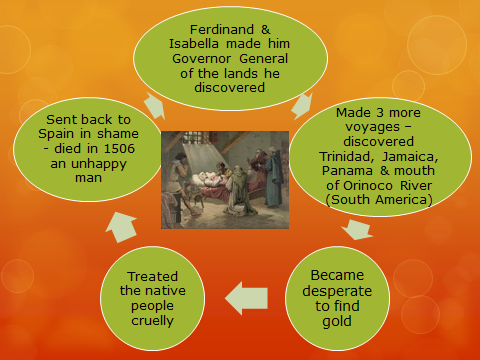 Ferdinand &
Isabella made him
Governor General
of the lands he
discovered
Made 3 more
voyages –
discovered
Trinidad, Jamaica,
Panama & mouth
of Orinoco River
(South America)
Became
desperate
to find
gold
Treated
the native
people
cruelly
Sent back to
Spain in shame
- died in 1506
an unhappy
man